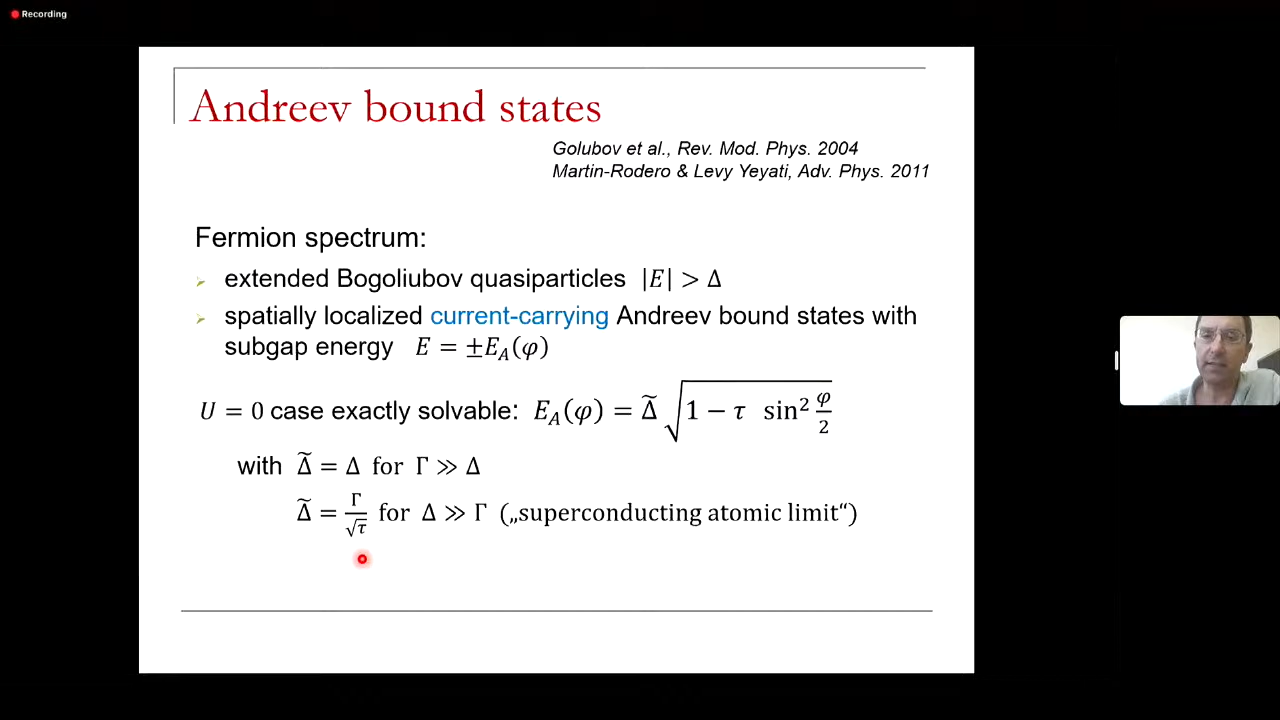 Recording
Andreev bound states
Golubov et al., Rev. Mod. Phys. 2004
Martin-Rodero & Levy Yeyati, Adv. Phys. 2011
Fermion spectrum:
extended Bogoliubov quasiparticles |E| > Δ
spatially localized current-carrying Andreev bound states with
subgap energy E = ±E_A(φ)
U = 0 case exactly solvable: E_A(φ) = Δ̃ √(1 − τ sin² φ/2)
with Δ̃ = Δ for Γ ≫ Δ
Δ̃ = Γ/√τ for Δ ≫ Γ („superconducting atomic limit“)